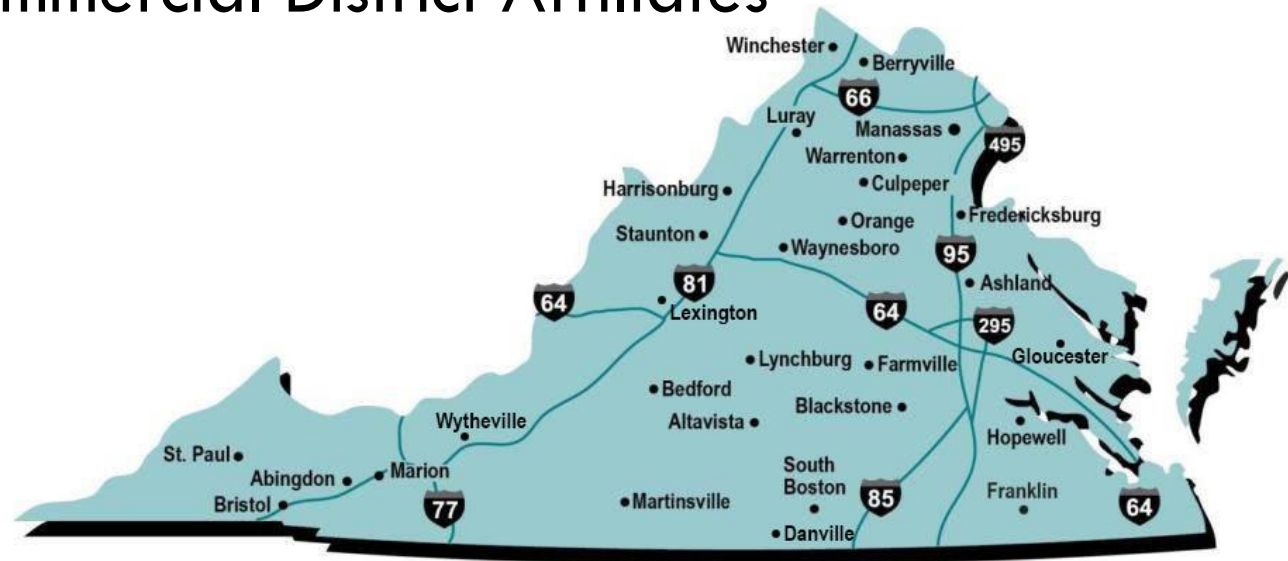 District Affiliates
Winchester
Berryville
66
Luray
Manassas
495
Warrenton
Culpeper
Harrisonburg
Fredericksburg
Orange
Staunton
Waynesboro
95
81
Ashland
64
Lexington
64
295
Gloucester
Lynchburg
Farmville
Bedford
Blackstone
Altavista
Wytheville
Hopewell
St. Paul
Marion
Abingdon
South
Boston
Bristol
77
Martinsville
85
Franklin
64
Danville